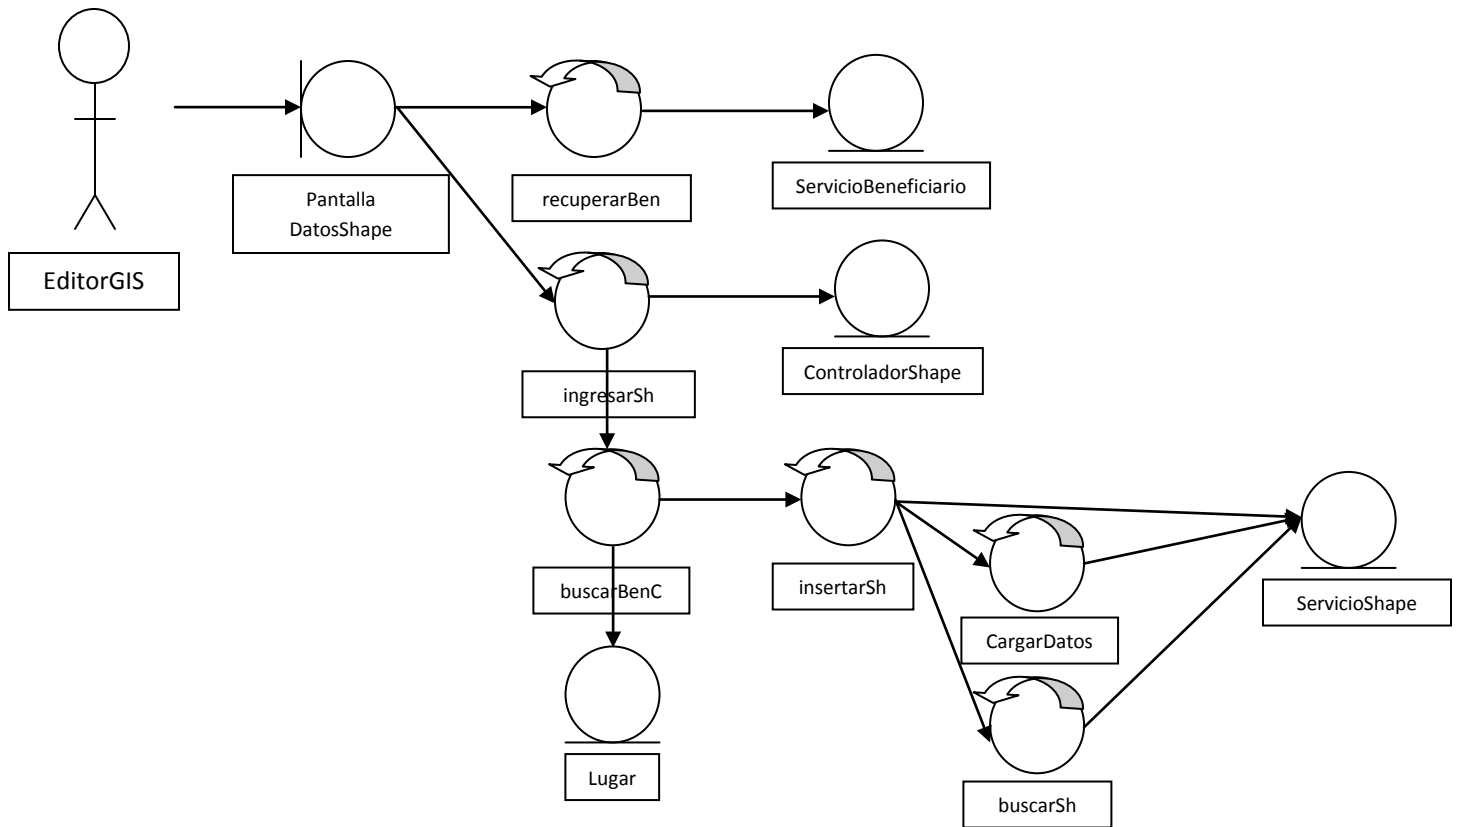 EditorGIS
Pantalla
DatosShape
recuperarBen
ServicioBeneficiario
ingresarSh
ControladorShape
buscarBenC
insertarSh
CargarDatos
ServicioShape
Lugar
buscarSh